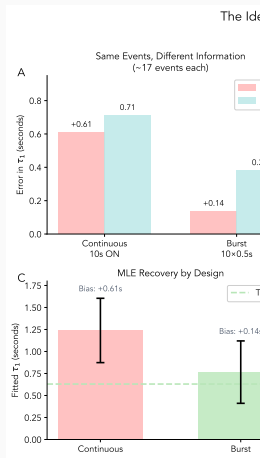 The Ide
Same Events, Different Information
(~17 events each)
A
Error in τ₁ (seconds)
0.8
0.6
0.4
0.2
0.0
+0.61
0.71
+0.14
Continuous
10s ON
Burst
10×0.5s
C
MLE Recovery by Design
Fitted τ₁ (seconds)
1.75
1.50
1.25
1.00
0.75
0.50
0.25
0.00
Bias: +0.61s
Bias: +0.14s
T
Continuous
Burst